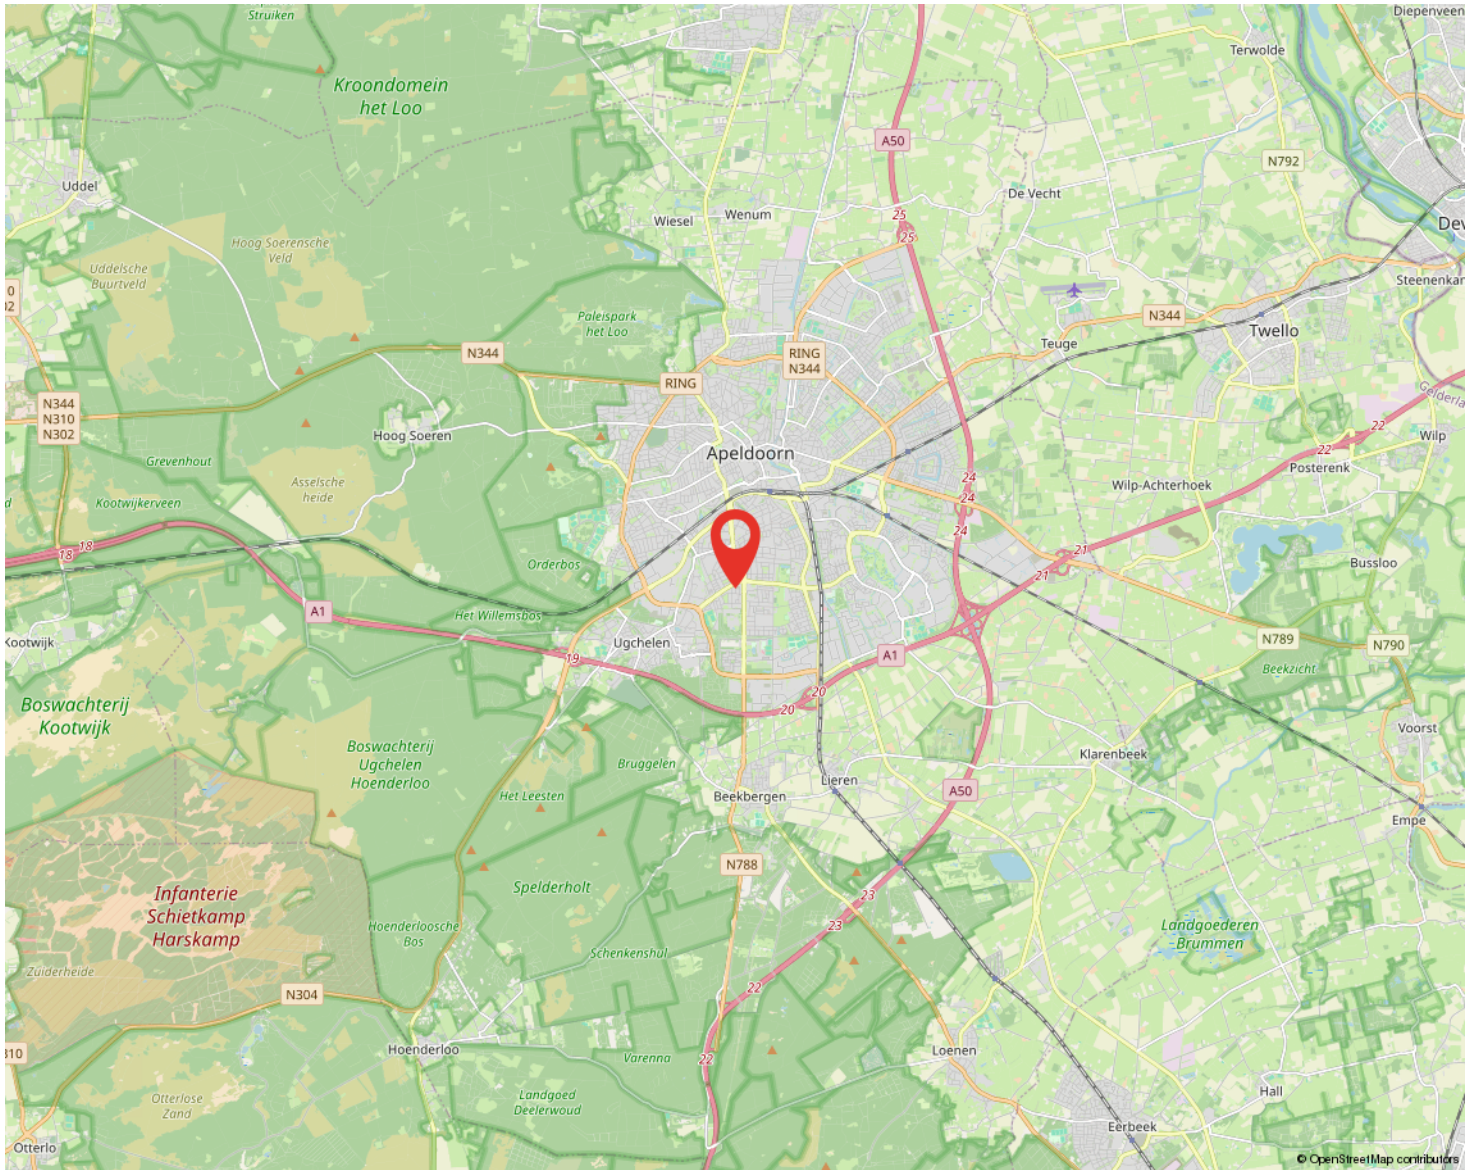 Struiken
Diepenveen
Terwolde
Kroondomein
het Loo
A50
N792
Uddel
De Vecht
Wiesel
Wenum
25
25
Dev
Hoog Soerensche
Veld
Uddelsche
Buurtveld
Steenenkar
Paleispark
het Loo
N344
Twello
Teuge
N344
RING
N344
RING
N344
N310
N302
Gelderla
22
22
Wilp
Hoog Soeren
Apeldoorn
Grevenhout
Posterenk
24
24
24
Wilp-Achterhoek
Asselsche
heide
Kootwijkerveen
18
18
21
21
Orderbos
Bussloo
A1
Het Willemsbos
Kootwijk
Ugchelen
19
A1
N789
N790
Beekzicht
20
20
Boswachterij
Kootwijk
Voorst
Boswachterij
Ugchelen
Hoenderloo
Klarenbeek
Bruggelen
Lieren
A50
Het Leesten
Beekbergen
Empe
N788
Spelderholt
23
23
Infanterie
Schietkamp
Harskamp
Hoenderloosche
Bos
Landgoederen
Brummen
Schenkenshul
Zuiderheide
22
N304
Hoenderloo
Varenna
22
Loenen
310
Landgoed
Deelerwoud
Otterlose
Zand
Hall
Eerbeek
Otterlo
© OpenStreetMap contributors